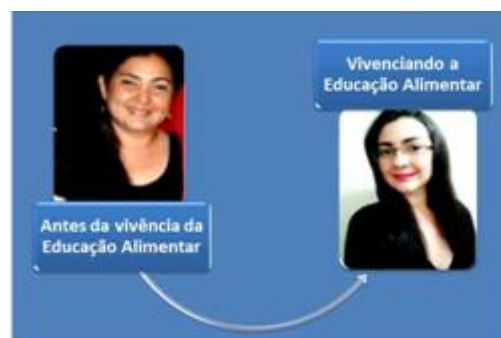 Vivenciando a
Educação Alimentar
Antes da vivência da
Educação Alimentar